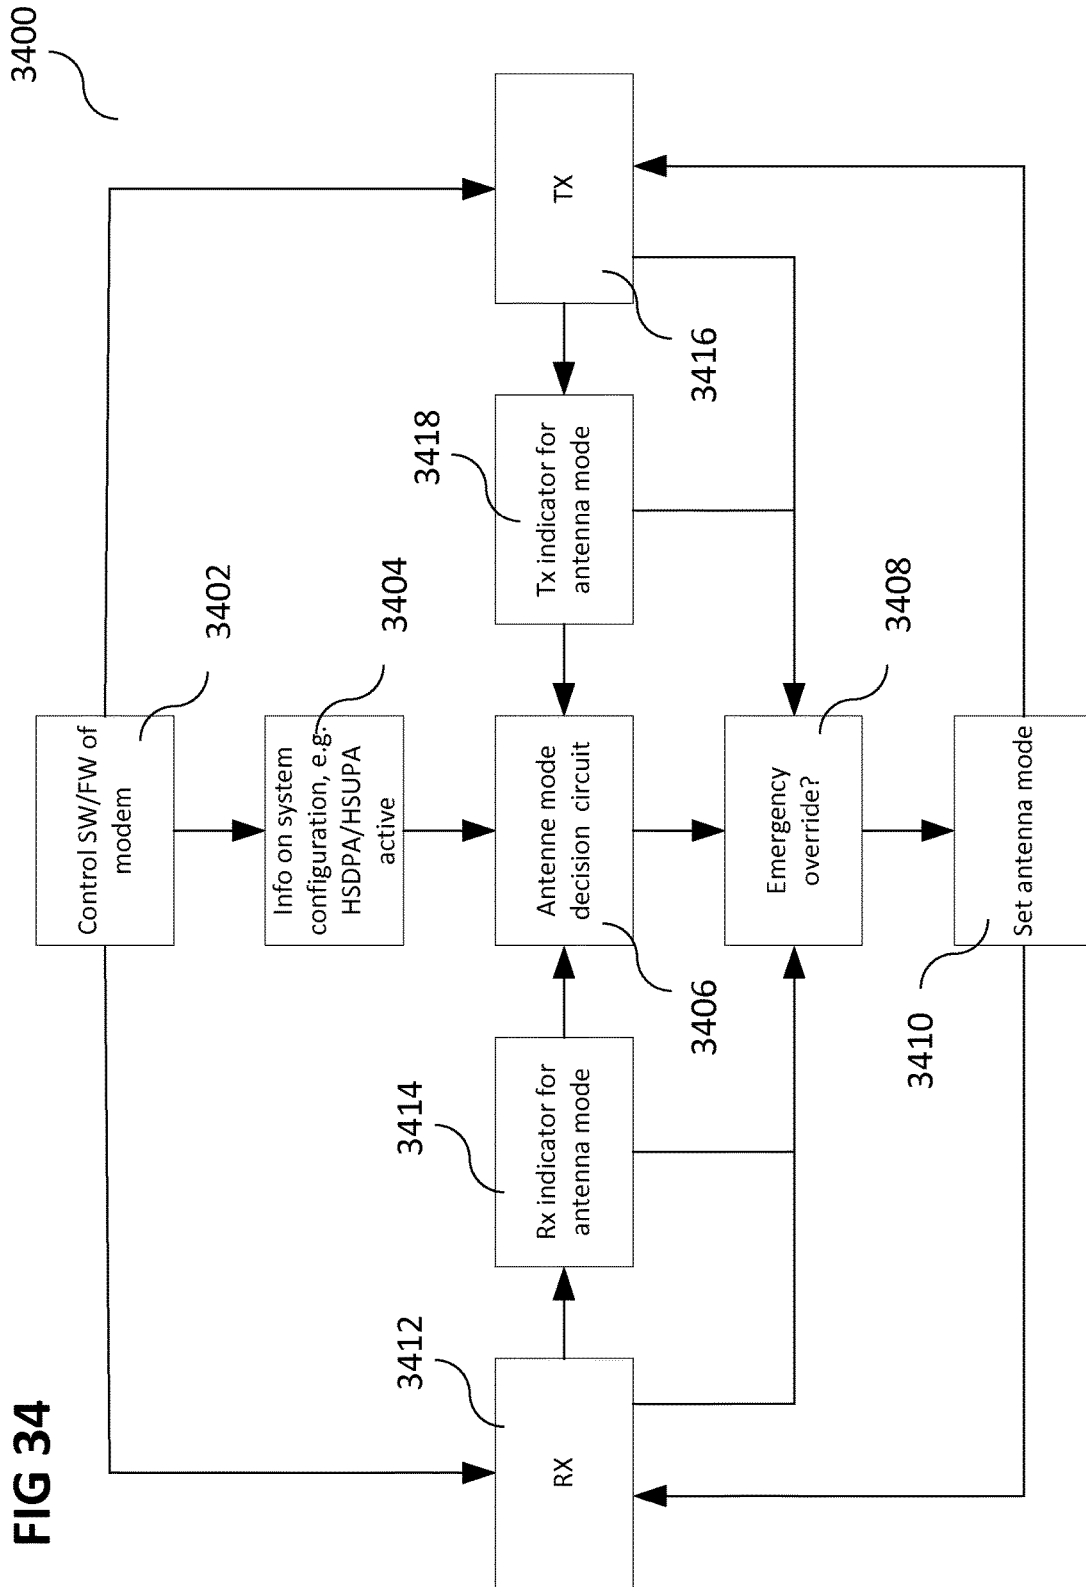 FIG 34
3400
Control SW/FW of
modem
3402
Info on system
configuration, e.g.
HSDPA/HSUPA
active
3404
RX
3412
Rx indicator for
antenna mode
3414
Antenne mode
decision circuit
3406
Tx indicator for
antenna mode
3418
TX
3416
Emergency
override?
3408
Set antenna mode
3410